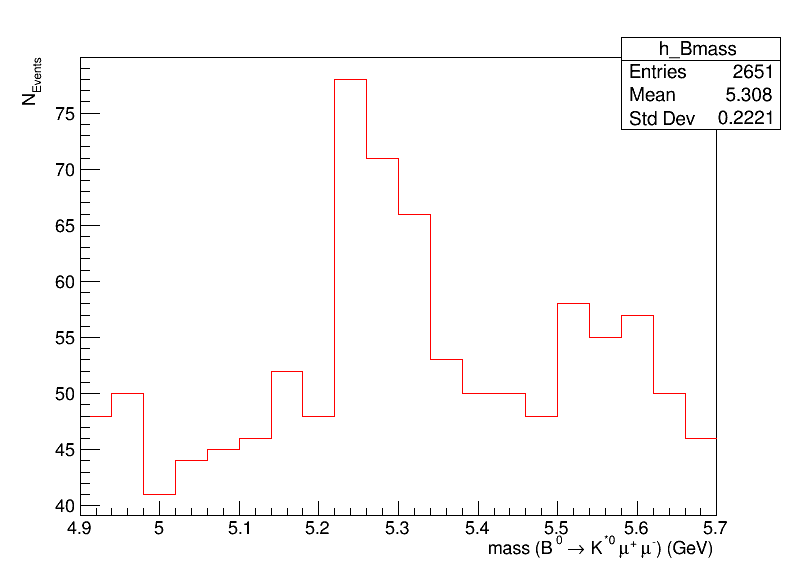 h_Bmass
Entries 2651
Mean 5.308
Std Dev 0.2221
N_Events
75
70
65
60
55
50
45
40
4.9 5 5.1 5.2 5.3 5.4 5.5 5.6 5.7
mass (B^0 → K^*0 μ^+ μ^-) (GeV)